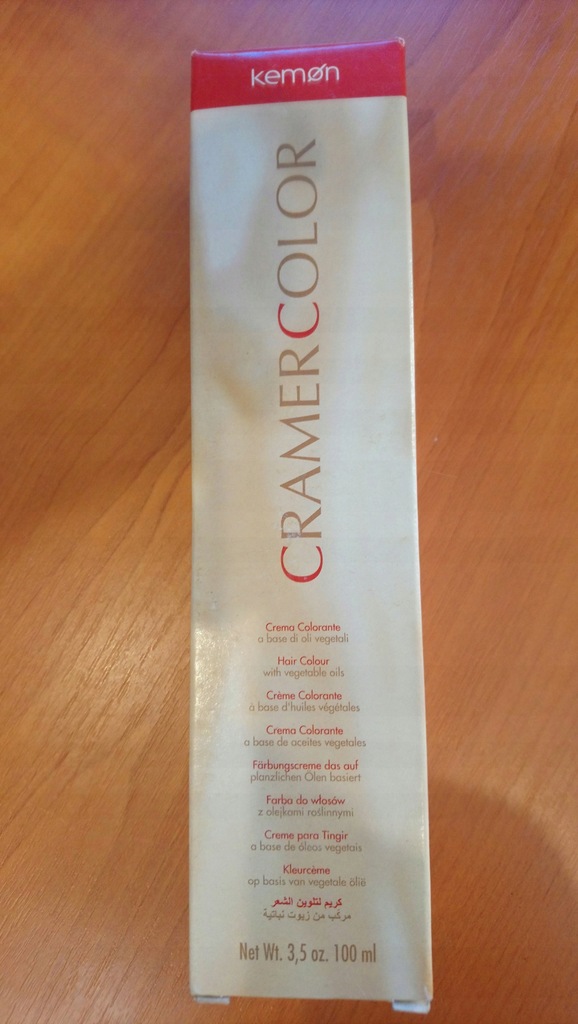 kemøn
CRAMERCOLOR
Crema Colorante
a base di oli vegetali
Hair Colour
with vegetable oils
Crème Colorante
à base d'huiles végétales
Crema Colorante
a base de aceites vegetales
Färbungscreme das auf
planzlichen Ölen basiert
Farba do włosów
z olejkomi roślinnymi
Creme para Tingir
a base de óleos vegetais
Kleurcème
op basis van vegetale ölië
كريم لتلوين الشعر
مركب من زيوت نباتية
Net Wt. 3,5 oz. 100 ml